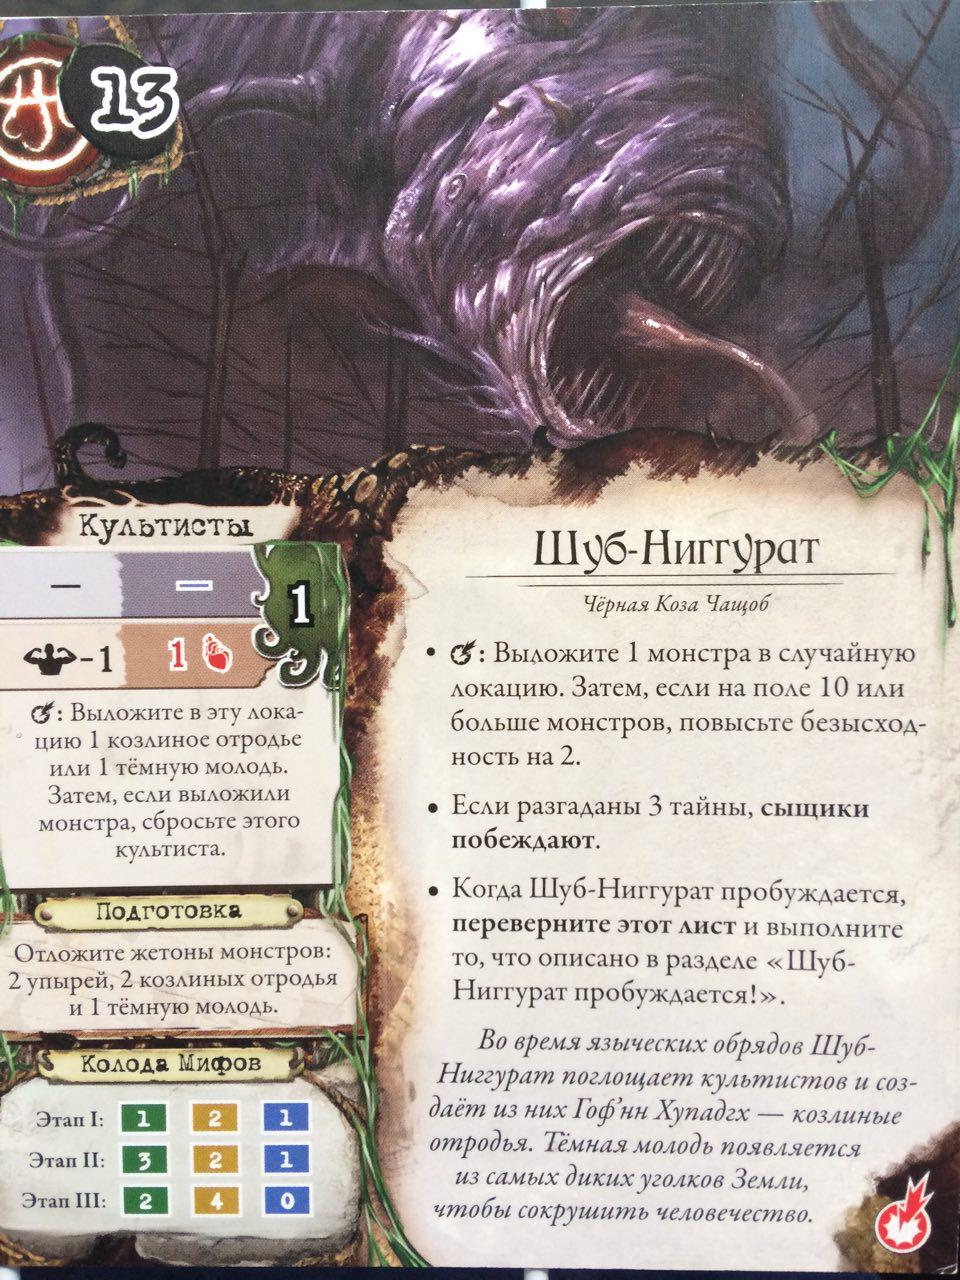 13
Культисты
— —
1
-1 1
: Выложите в эту лока-
цию 1 козлиное отродье
или 1 тёмную молодь.
Затем, если выложили
монстра, сбросьте этого
культиста.
Подготовка
Отложите жетоны монстров:
2 упырей, 2 козлиных отродья
и 1 тёмную молодь.
Колода Мифов
Этап I: 1 2 1
Этап II: 3 2 1
Этап III: 2 4 0
Шуб-Ниггурат
Чёрная Коза Чащоб
• : Выложите 1 монстра в случайную
локацию. Затем, если на поле 10 или
больше монстров, повысьте безысход-
ность на 2.
• Если разгаданы 3 тайны, сыщики
побеждают.
• Когда Шуб-Ниггурат пробуждается,
переверните этот лист и выполните
то, что описано в разделе «Шуб-
Ниггурат пробуждается!».
Во время языческих обрядов Шуб-
Ниггурат поглощает культистов и соз-
даёт из них Гоф'нн Хупадгх — козлиные
отродья. Тёмная молодь появляется
из самых диких уголков Земли,
чтобы сокрушить человечество.